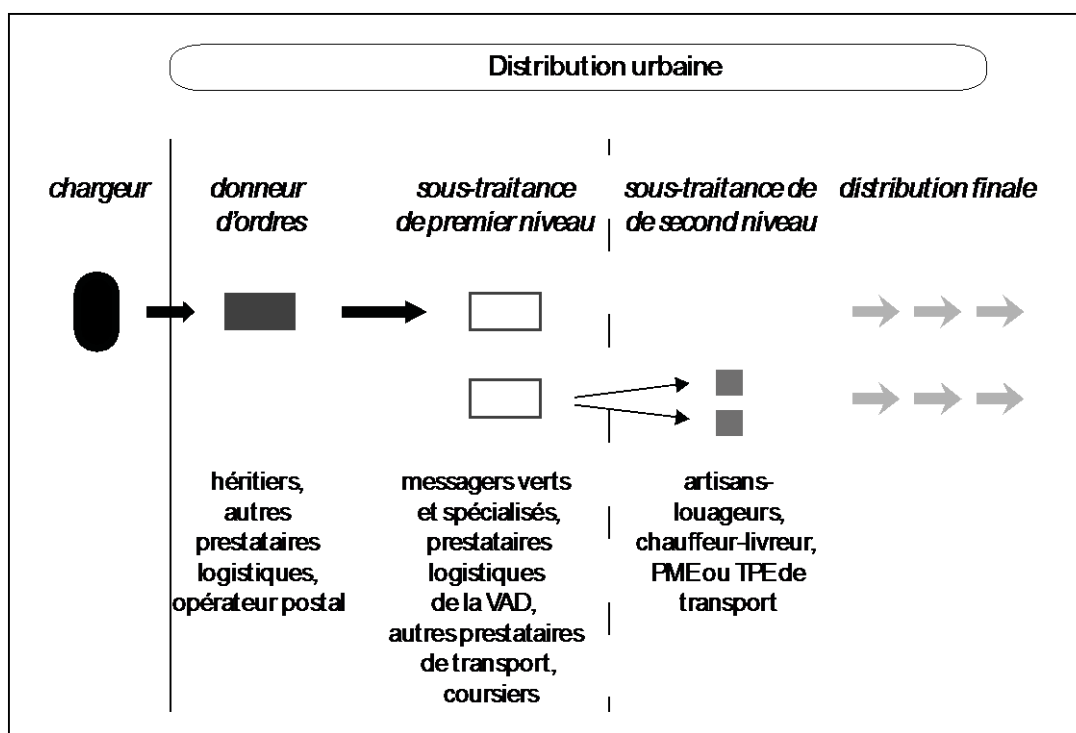 Distribution urbaine
chargeur
donneur
d'ordres
sous-traitance
de premier niveau
sous-traitance de
de second niveau
distribution finale
héritiers,
autres
prestataires
logistiques,
opérateur postal
messagers verts
et spécialisés,
prestataires
logistiques
de la VAD,
autres prestataires
de transport,
coursiers
artisans-
louageurs,
chauffeur-livreur,
PME ou TPE de
transport